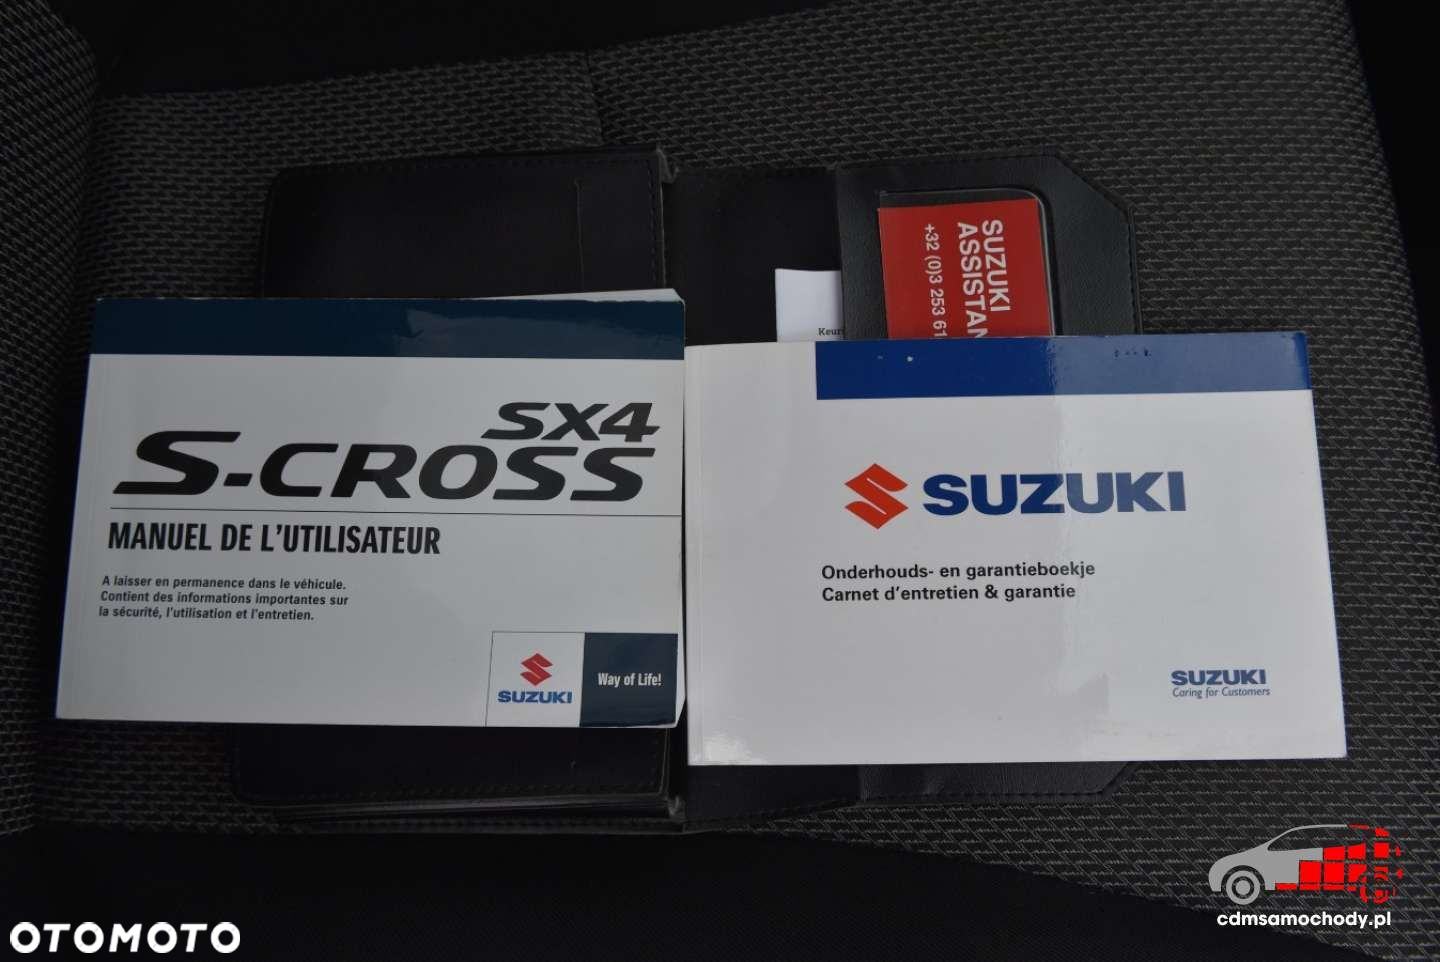 SUZUKI
ASSISTAN
+32 (0)3 253 61
Keuri
SX4
S-CROSS
MANUEL DE L'UTILISATEUR
A laisser en permanence dans le véhicule.
Contient des informations importantes sur
la sécurité, l'utilisation et l'entretien.
SUZUKI
Way of Life!
SUZUKI
Onderhouds- en garantieboekje
Carnet d'entretien & garantie
SUZUKI
Caring for Customers
cdmsamochody.pl
OTOMOTO